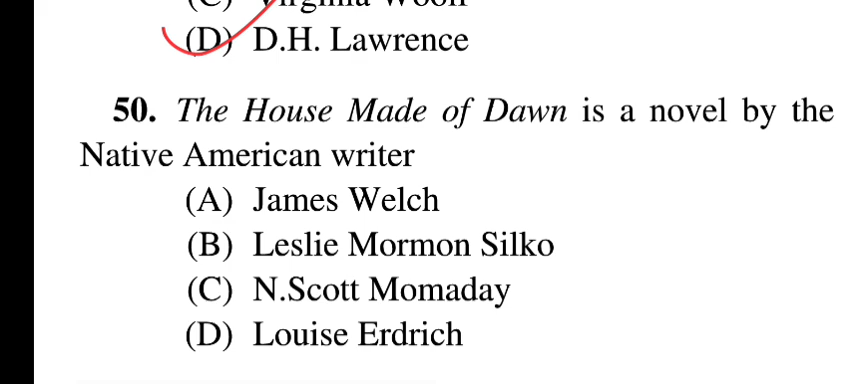 (D) D.H. Lawrence
50. The House Made of Dawn is a novel by the
Native American writer
(A) James Welch
(B) Leslie Mormon Silko
(C) N.Scott Momaday
(D) Louise Erdrich